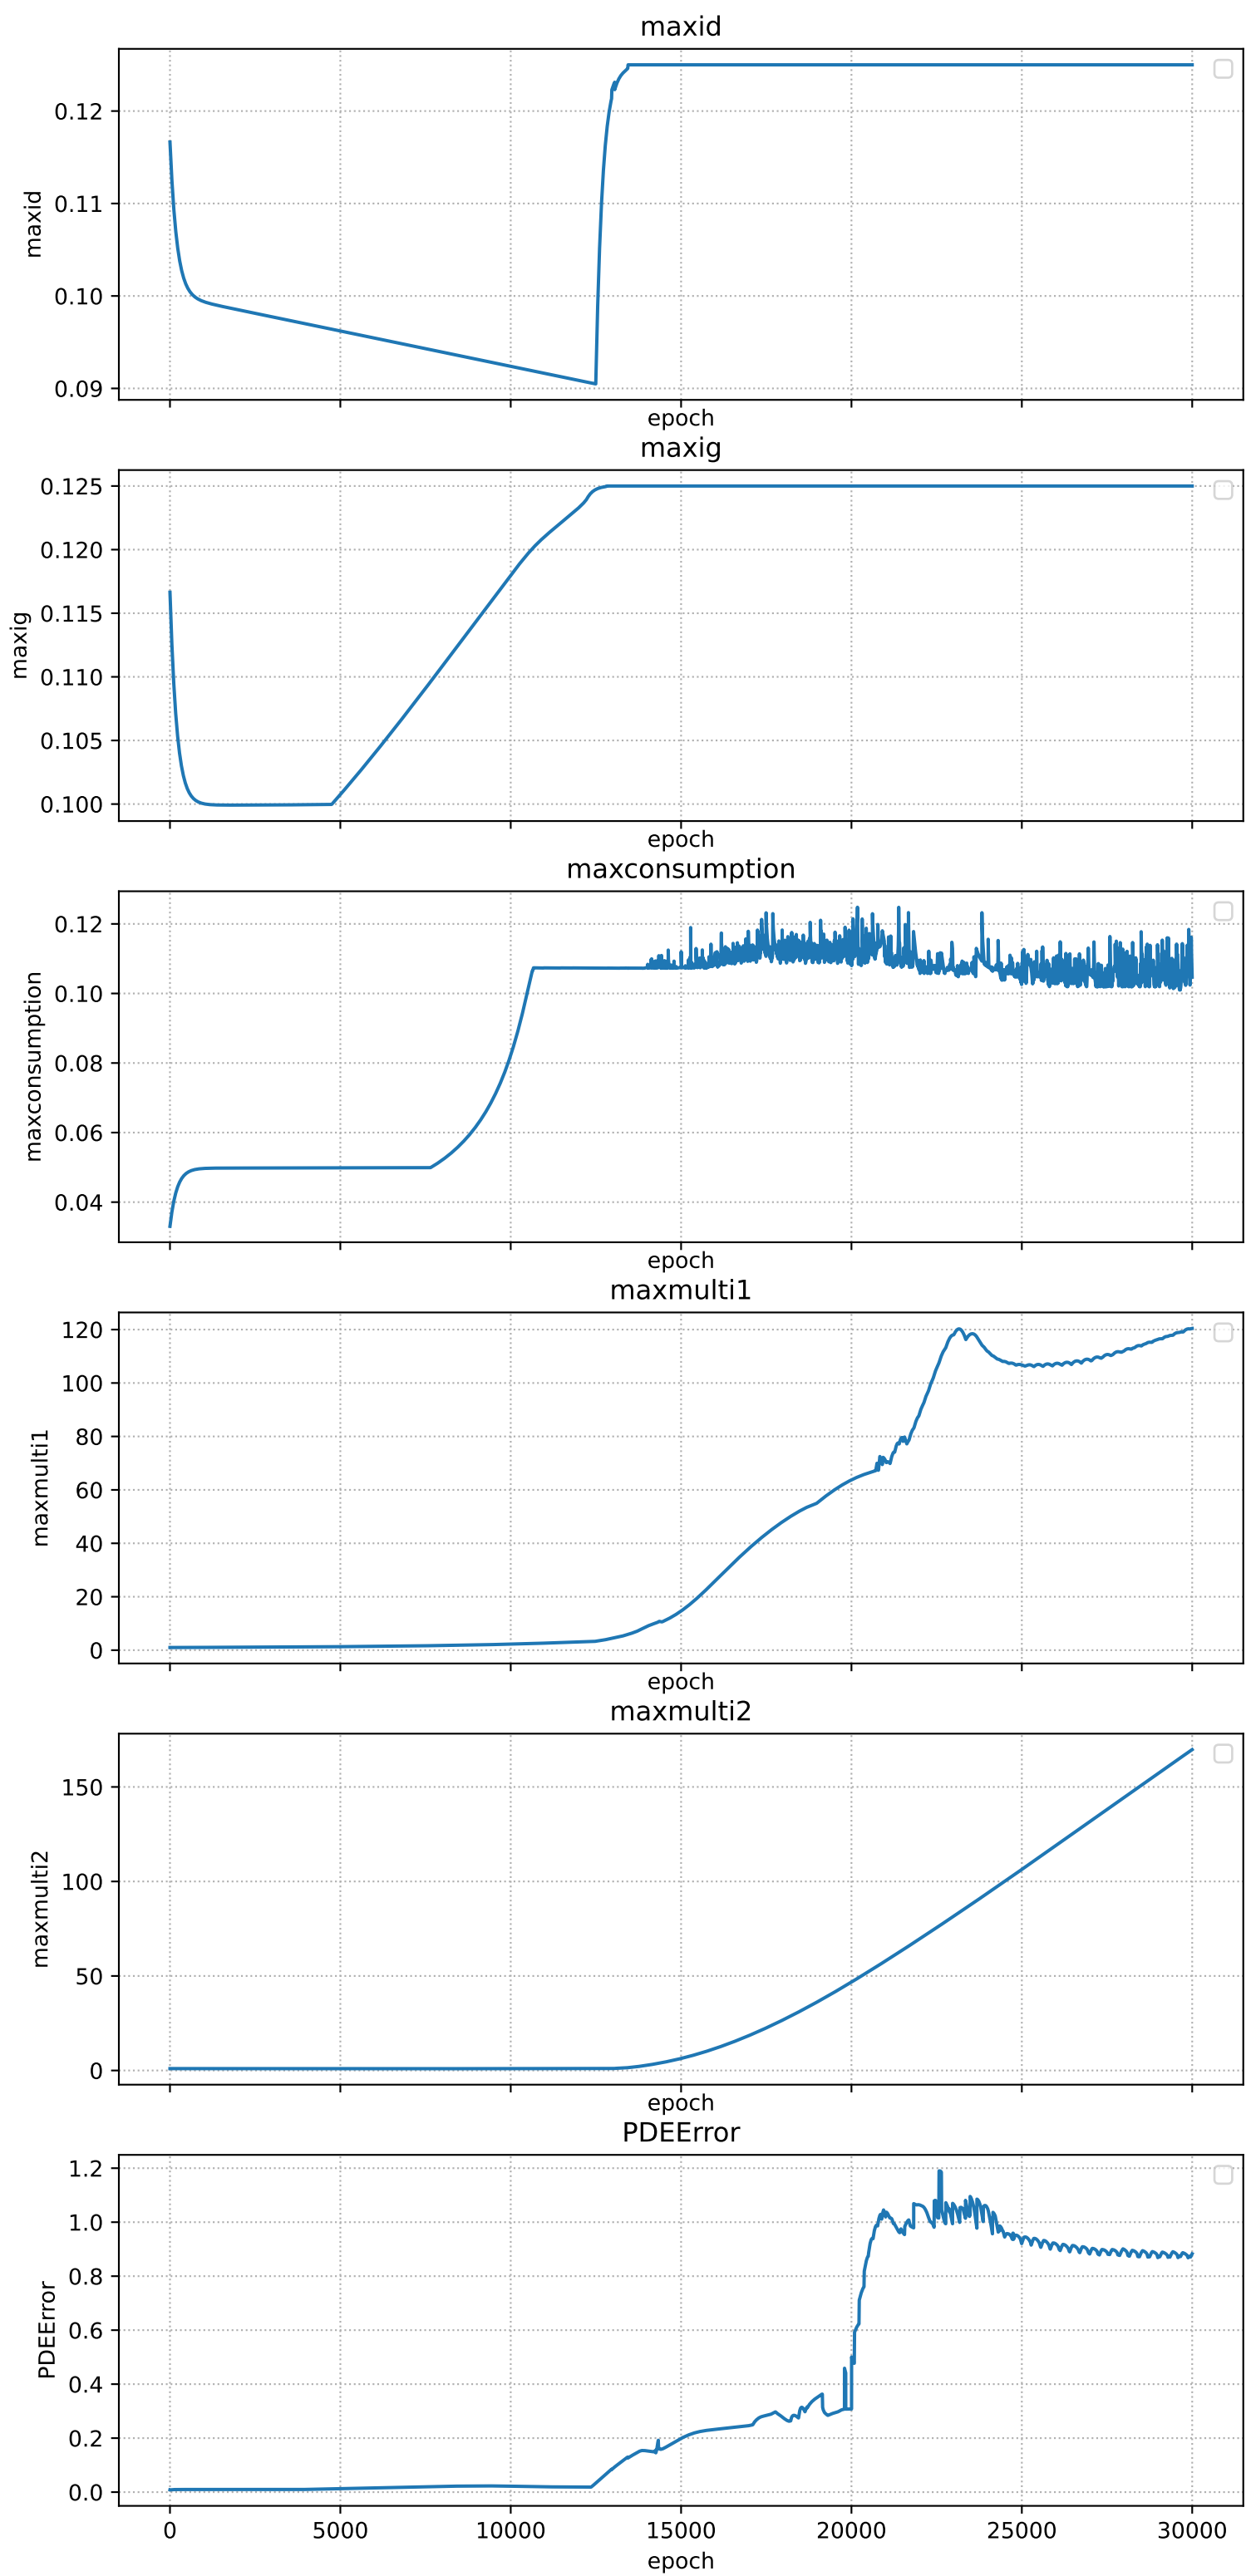 maxid
0.12
0.11
0.10
0.09
maxid
epoch
maxig
0.125
0.120
0.115
0.110
0.105
0.100
maxig
epoch
maxconsumption
0.12
0.10
0.08
0.06
0.04
maxconsumption
epoch
maxmulti1
120
100
80
60
40
20
0
maxmulti1
epoch
maxmulti2
150
100
50
0
maxmulti2
epoch
PDEError
1.2
1.0
0.8
0.6
0.4
0.2
0.0
PDEError
0 5000 10000 15000 20000 25000 30000
epoch